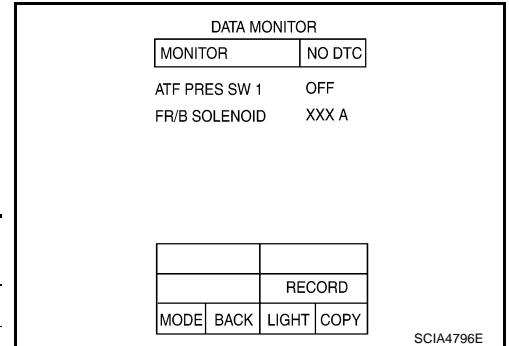 DATA MONITOR
MONITOR NO DTC
ATF PRES SW 1 OFF
FR/B SOLENOID XXX A
RECORD
MODE BACK LIGHT COPY
SCIA4796E